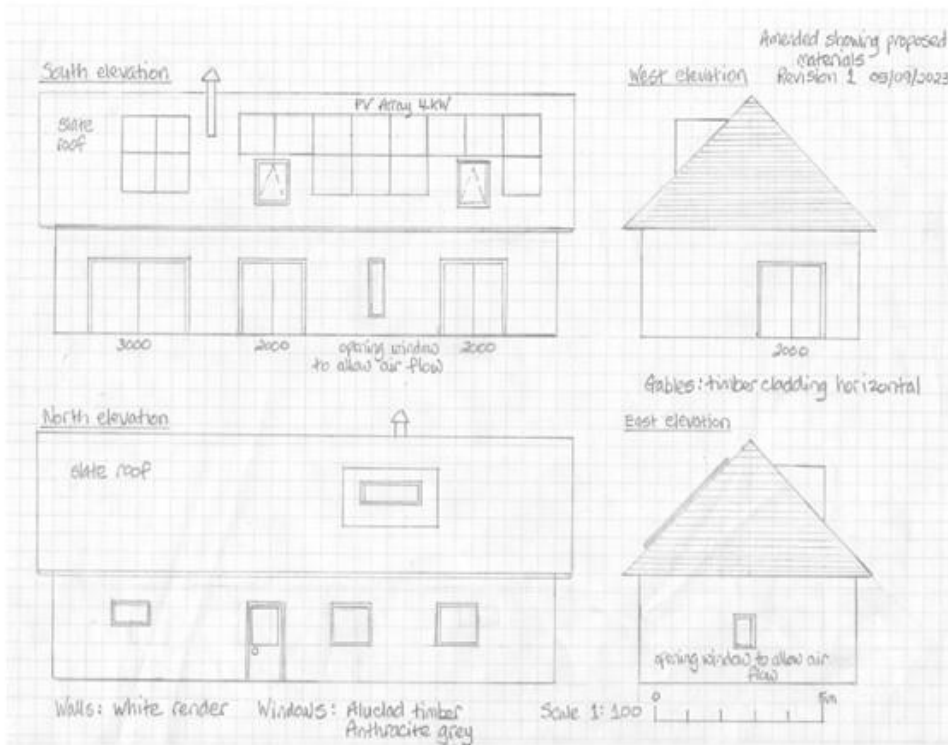 Amended showing proposed
materials
Revision 1 05/09/2023
South elevation
slate
roof
PV Array 4kW
3000
2000
opening window
to allow air flow
2000
West elevation
2000
Gables: timber cladding horizontal
North elevation
slate roof
East elevation
opening window to allow air
flow
Walls: white render
Windows: Aluclad timber
Anthracite grey
Scale 1:100
0
5m